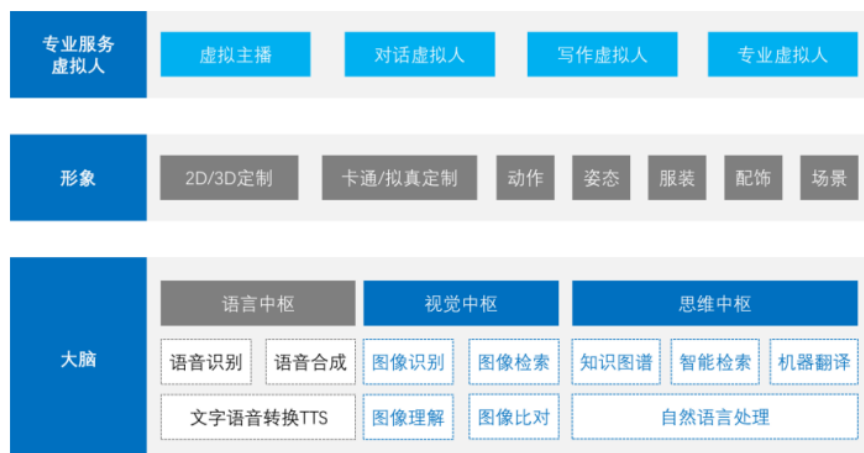 专业服务
虚拟人
虚拟主播 对话虚拟人 写作虚拟人 专业虚拟人
形象
2D/3D定制 卡通/拟真定制 动作 姿态 服装 配饰 场景
大脑
语言中枢 视觉中枢 思维中枢
语音识别 语音合成 图像识别 图像检索 知识图谱 智能检索 机器翻译
文字语音转换TTS 图像理解 图像比对 自然语言处理